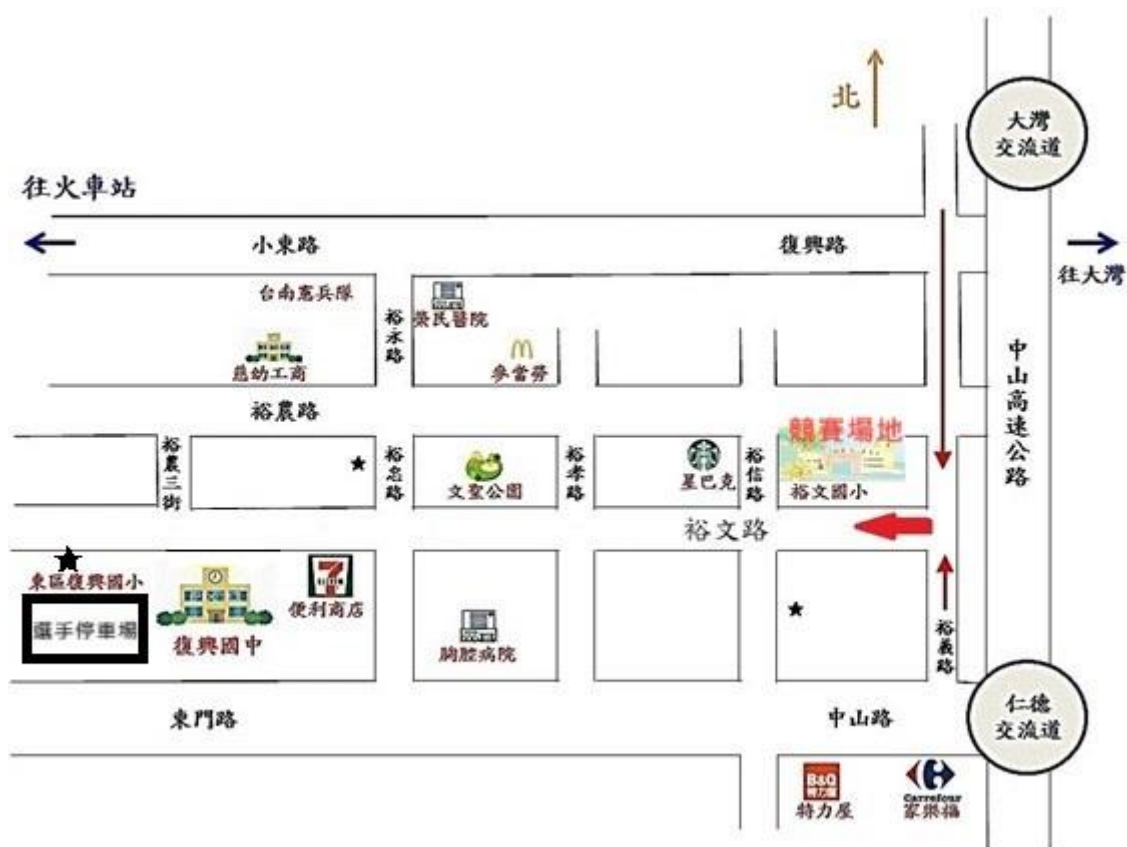 北
大灣
交流道
往火車站
小東路
復興路
往大灣
台南憲兵隊
裕永路
榮民醫院
慈幼工商
麥當勞
中山高速公路
裕農路
競賽場地
裕農三街
裕忠路
文聖公園
裕孝路
星巴克
裕信路
裕文國小
裕文路
東區復興國小
選手停車場
復興國中
7
ELEVEN
便利商店
胸腔病院
裕義路
東門路
中山路
仁德
交流道
B&Q
特力屋
特力屋
Carrefour
家樂福